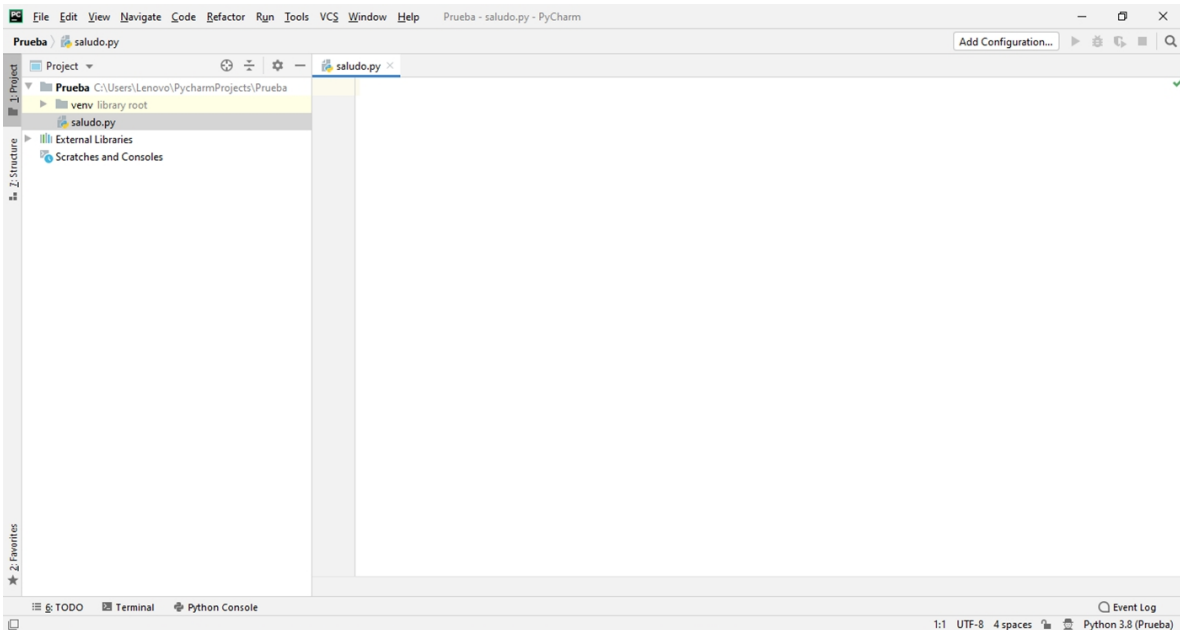 PC File Edit View Navigate Code Refactor Run Tools VCS Window Help Prueba - saludo.py - PyCharm
Prueba saludo.py Add Configuration...
Project saludo.py
1: Project
Prueba C:\Users\Lenovo\PycharmProjects\Prueba
venv library root
saludo.py
External Libraries
Scratches and Consoles
Z: Structure
2: Favorites
6: TODO Terminal Python Console Event Log
1:1 UTF-8 4 spaces Python 3.8 (Prueba)